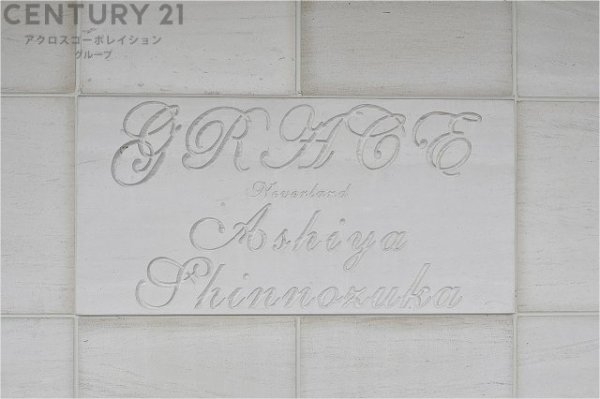 CENTURY 21
アクロスコーポレイション
グループ
GRACE
Neverland
Ashiya
Shinnozuka